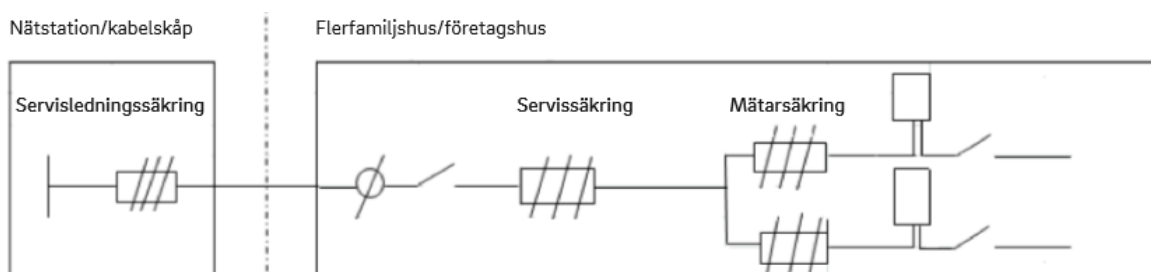 Nätstation/kabelskåp
Flerfamiljshus/företagshus
Servisledningssäkring
Servissäkring
Mätarsäkring